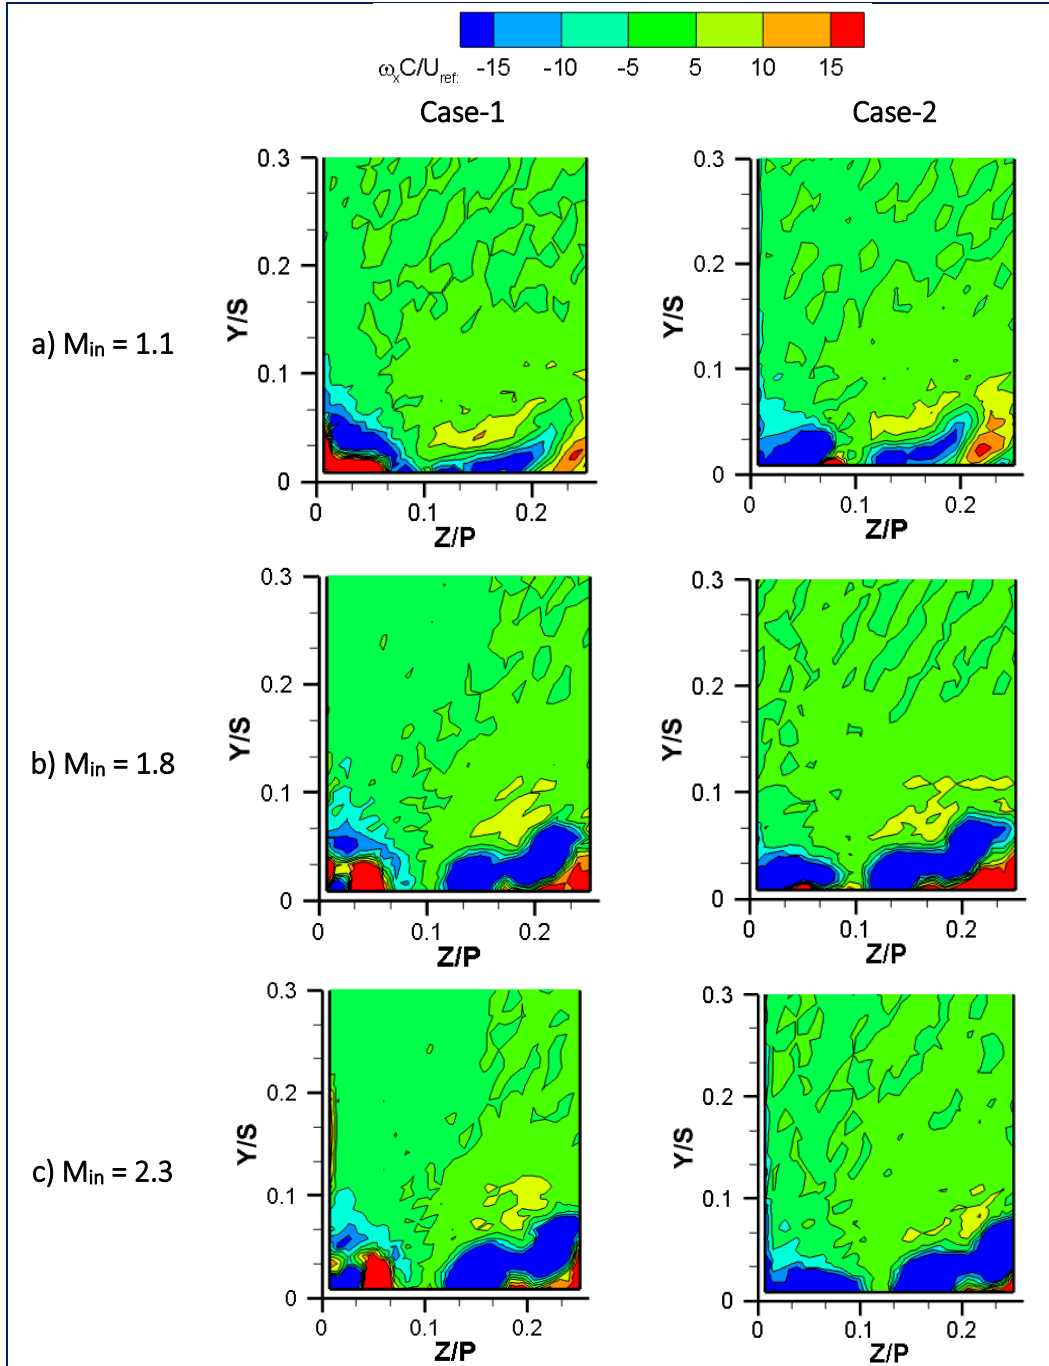 ωxC/Uref: -15 -10 -5 5 10 15
Case-1 Case-2
a) Min = 1.1
0.3
0.2
0.1
0
Y/S
0 0.1 0.2
Z/P
0.3
0.2
0.1
0
Y/S
0 0.1 0.2
Z/P
b) Min = 1.8
0.3
0.2
0.1
0
Y/S
0 0.1 0.2
Z/P
0.3
0.2
0.1
0
Y/S
0 0.1 0.2
Z/P
c) Min = 2.3
0.3
0.2
0.1
0
Y/S
0 0.1 0.2
Z/P
0.3
0.2
0.1
0
Y/S
0 0.1 0.2
Z/P